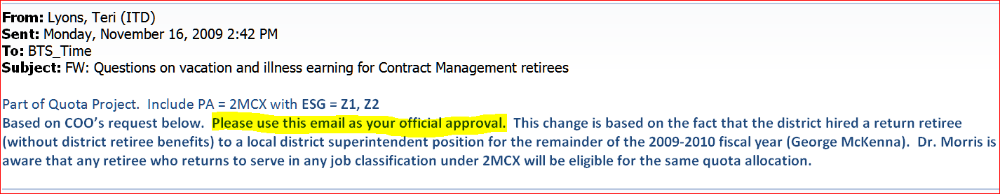 From: Lyons, Teri (ITD)
Sent: Monday, November 16, 2009 2:42 PM
To: BTS_Time
Subject: FW: Questions on vacation and illness earning for Contract Management retirees
Part of Quota Project.  Include PA = 2MCX with ESG = Z1, Z2
Based on COO's request below.  Please use this email as your official approval.  This change is based on the fact that the district hired a return retiree
(without district retiree benefits) to a local district superintendent position for the remainder of the 2009-2010 fiscal year (George McKenna).  Dr. Morris is
aware that any retiree who returns to serve in any job classification under 2MCX will be eligible for the same quota allocation.